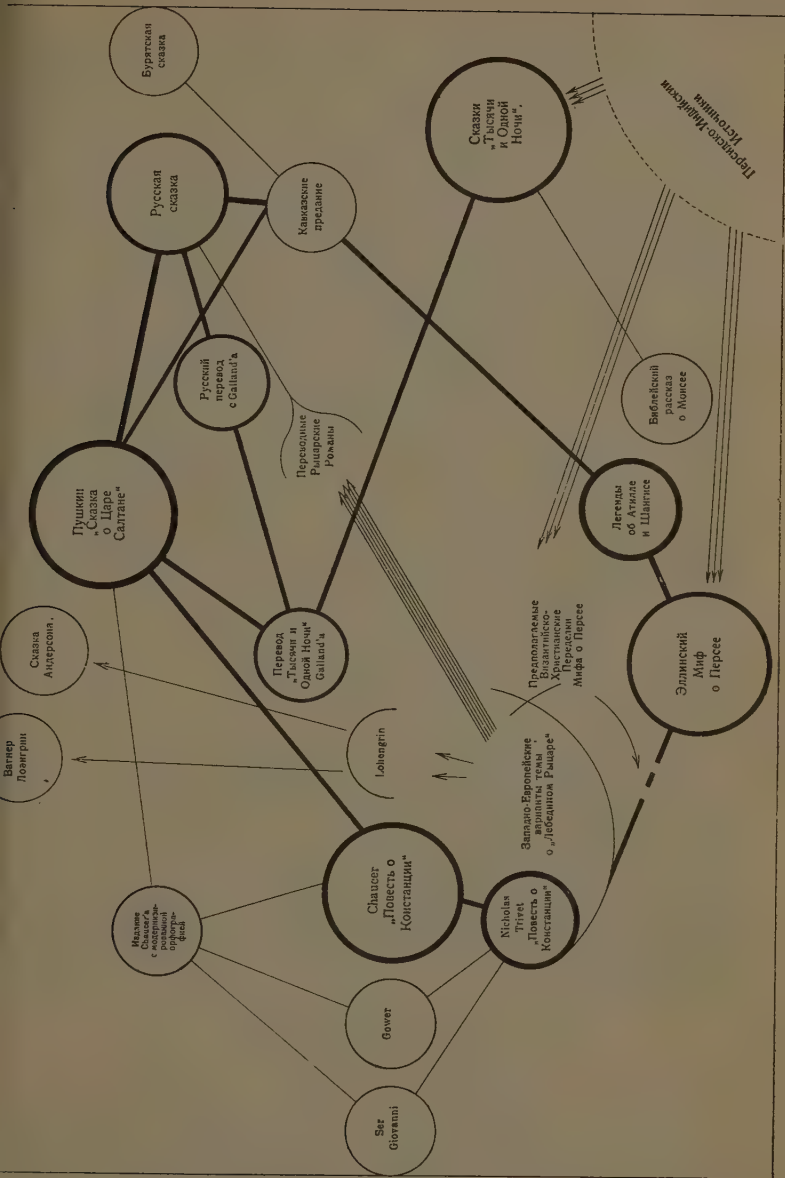 Бурятская
сказка
Русская
сказка
Кавказские
предание
Сказки
„Тысячи
и Одной
Ночи".
Персидско-Индийский
Источники
Пушкин
„Сказка
о Царе
Салтане"
Русский
перевод
с Galland'a
Переводные
Рыцарские
Романы
Библейский
рассказ
о Моисее
Легенды
об Атилле
и Шангисе
Сказка
Андерсона.
Перевод
„Тысячи и
Одной Ночи"
Galland'a
Предполагаемые
Византийско-
Христианские
Переделки
Мифа о Персее
Эллинский
Миф
о Персее
Вагнер
Лоэнгрин
Lohengrin
Западно-Европейские
варианты темы
о „Лебедином Рыцаре"
Издание
Chaucer'a
с модернизи-
рованной
орфогра-
фией
Chaucer
„Повесть о
Констанции"
Nicholas
Trivet
„Повесть о
Констанции"
Gower
Ser
Giovanni